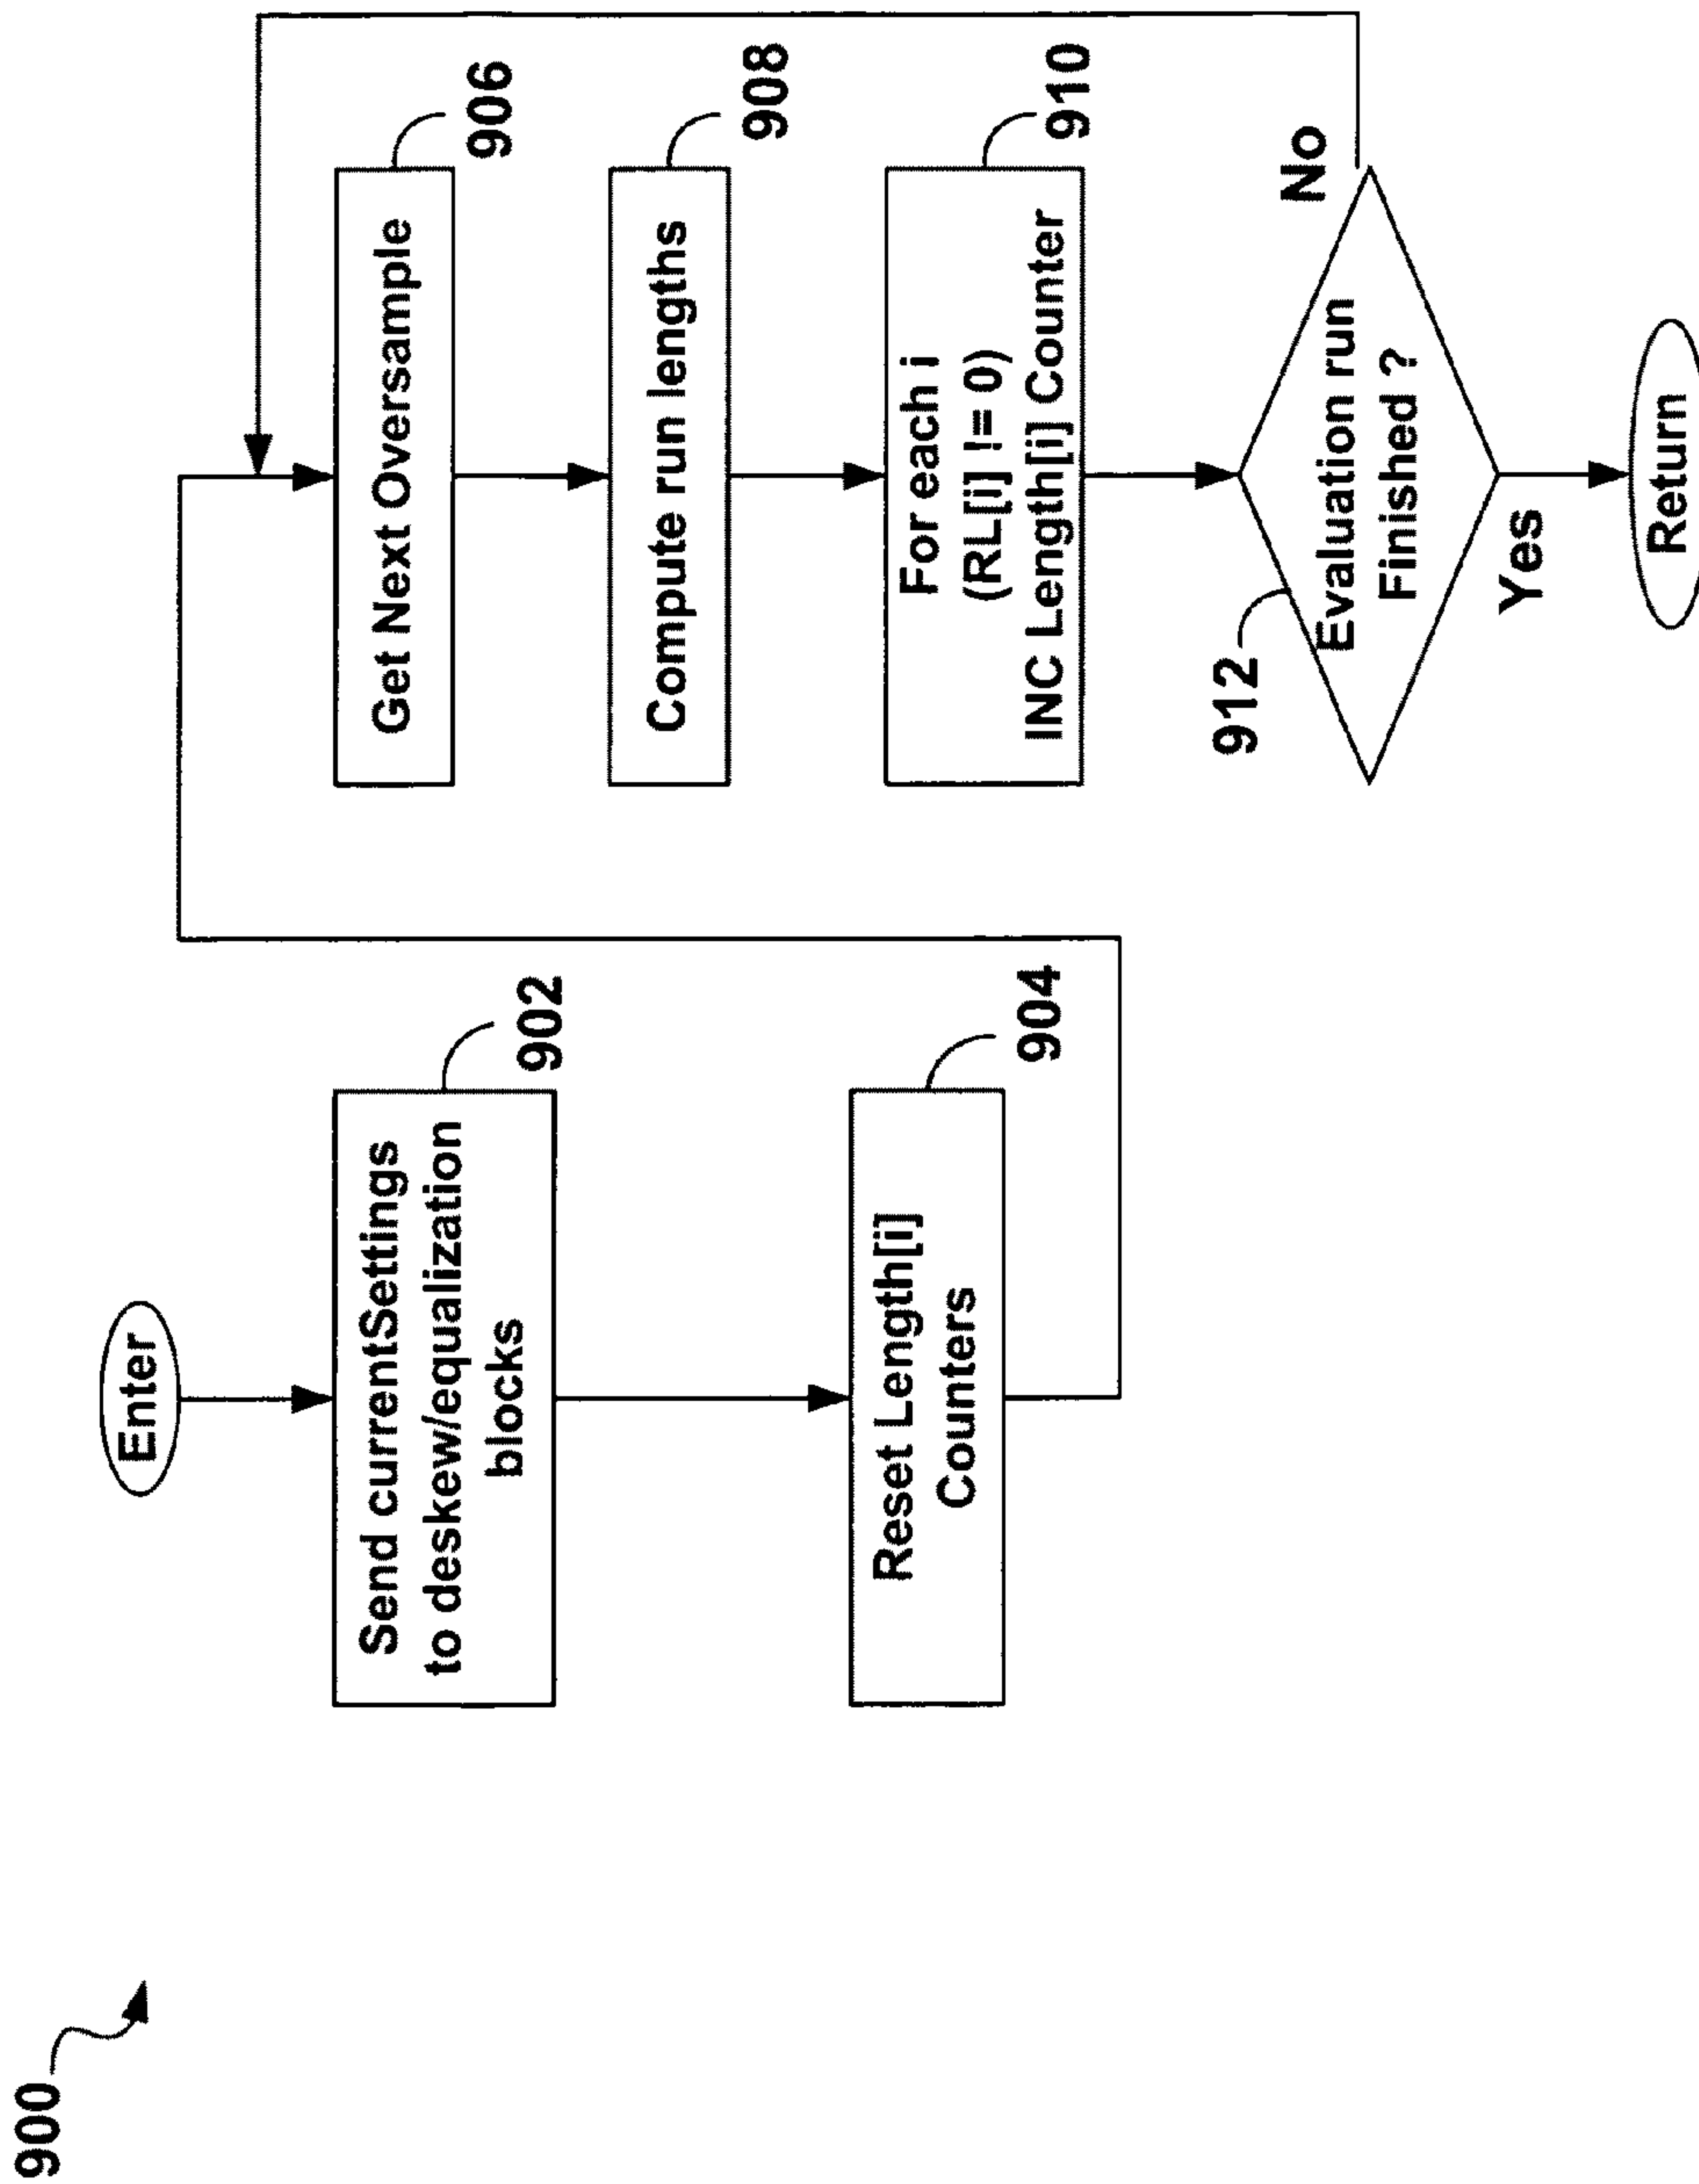 900
Enter
Send currentSettings
to deskew/equalization
blocks
902
Reset Length[i]
Counters
904
Get Next Oversample
906
Compute run lengths
908
For each i
(RL[i] != 0)
INC Length[i] Counter
910
912
Evaluation run
Finished ?
No
Yes
Return